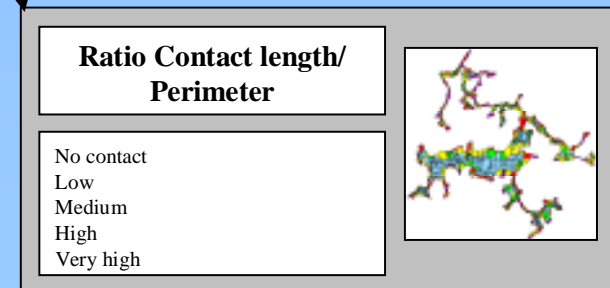 Ratio Contact length/
Perimeter
No contact
Low
Medium
High
Very high